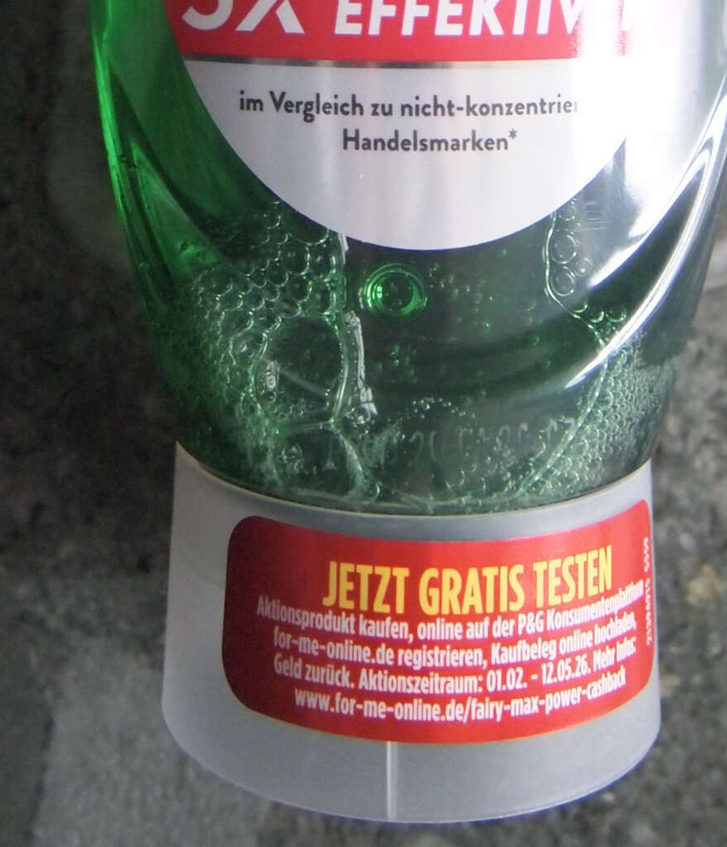 EFFEKTIV
im Vergleich zu
Handelsmarken*
JETZT GRATIS TESTEN
Aktionsprodukt kaufen, online auf der P&G Konsumentenplattform
for-me-online.de registrieren, Kaufbeleg online hochladen,
Geld zurück. Aktionszeitraum: 01.02. - 12.05.26. Mehr Infos:
www.for-me-online.de/fairy-max-power-cashback